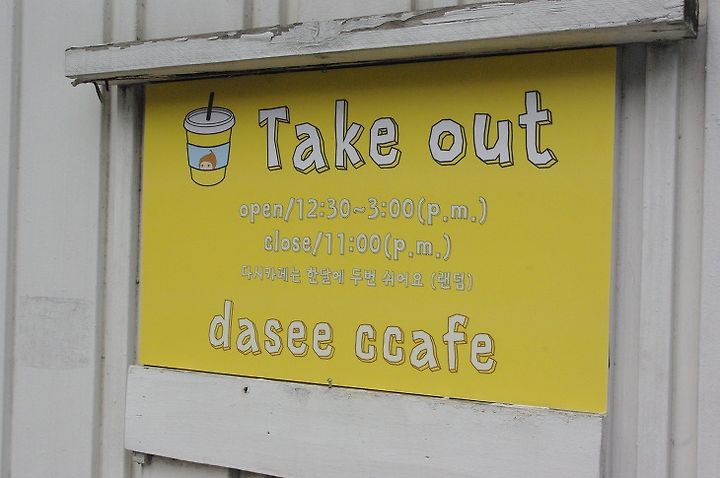 Take out
open/12:30~3:00(p.m.)
close/11:00(p.m.)
다시카페는 한달에 두번 쉬어요 (랜덤)
dasee ccafe